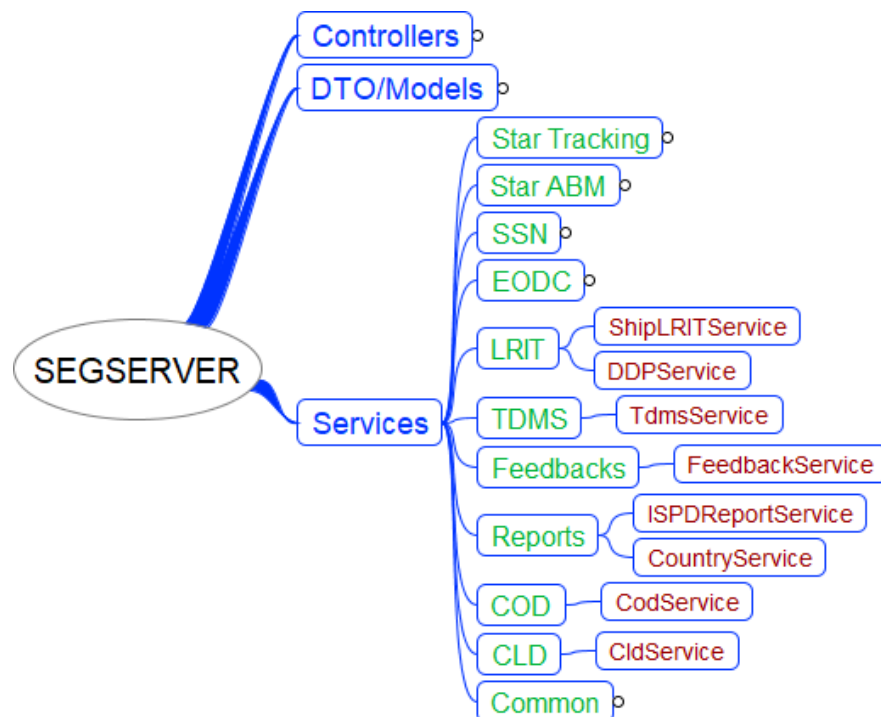 Controllers
DTO/Models
Star Tracking
Star ABM
SSN
EODC
ShipLRITService
LRIT
DDPService
SEGSERVER
Services
TDMS
TdmsService
Feedbacks
FeedbackService
ISPDReportService
Reports
CountryService
COD
CodService
CLD
CldService
Common